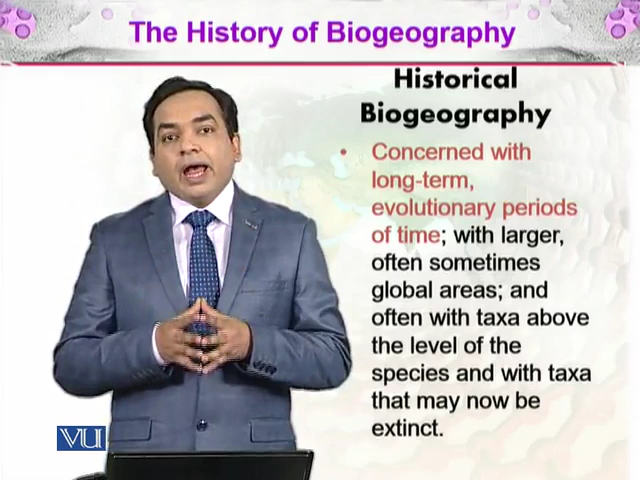 The History of Biogeography
Historical
Biogeography
• Concerned with
long-term,
evolutionary periods
of time; with larger,
often sometimes
global areas; and
often with taxa above
the level of the
species and with taxa
that may now be
extinct.
VU